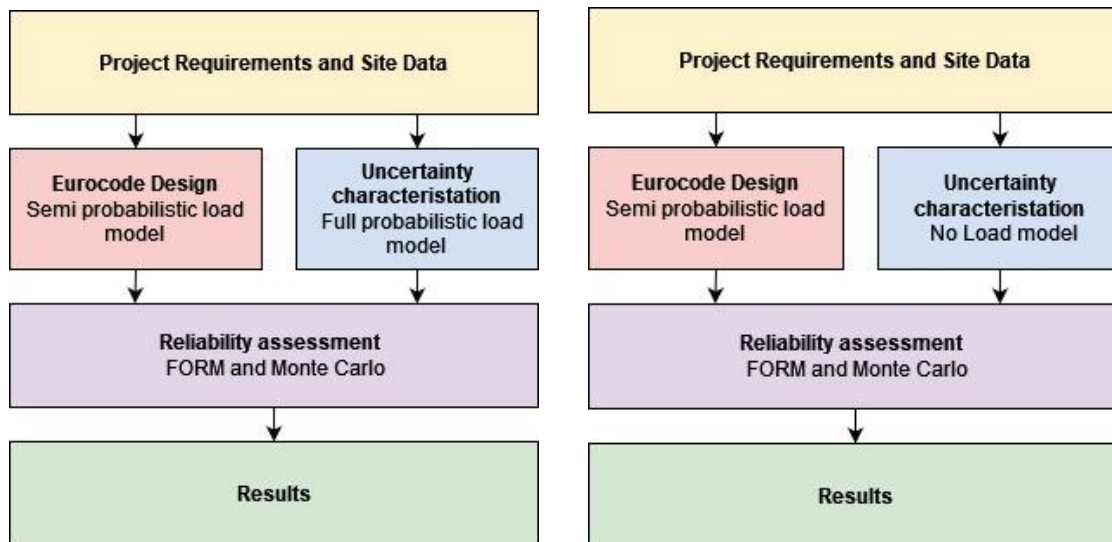 Project Requirements and Site Data
Eurocode Design
Semi probabilistic load
model
Uncertainty
characteristation
Full probabilistic load
model
Reliability assessment
FORM and Monte Carlo
Results
Project Requirements and Site Data
Eurocode Design
Semi probabilistic load
model
Uncertainty
characteristation
No Load model
Reliability assessment
FORM and Monte Carlo
Results